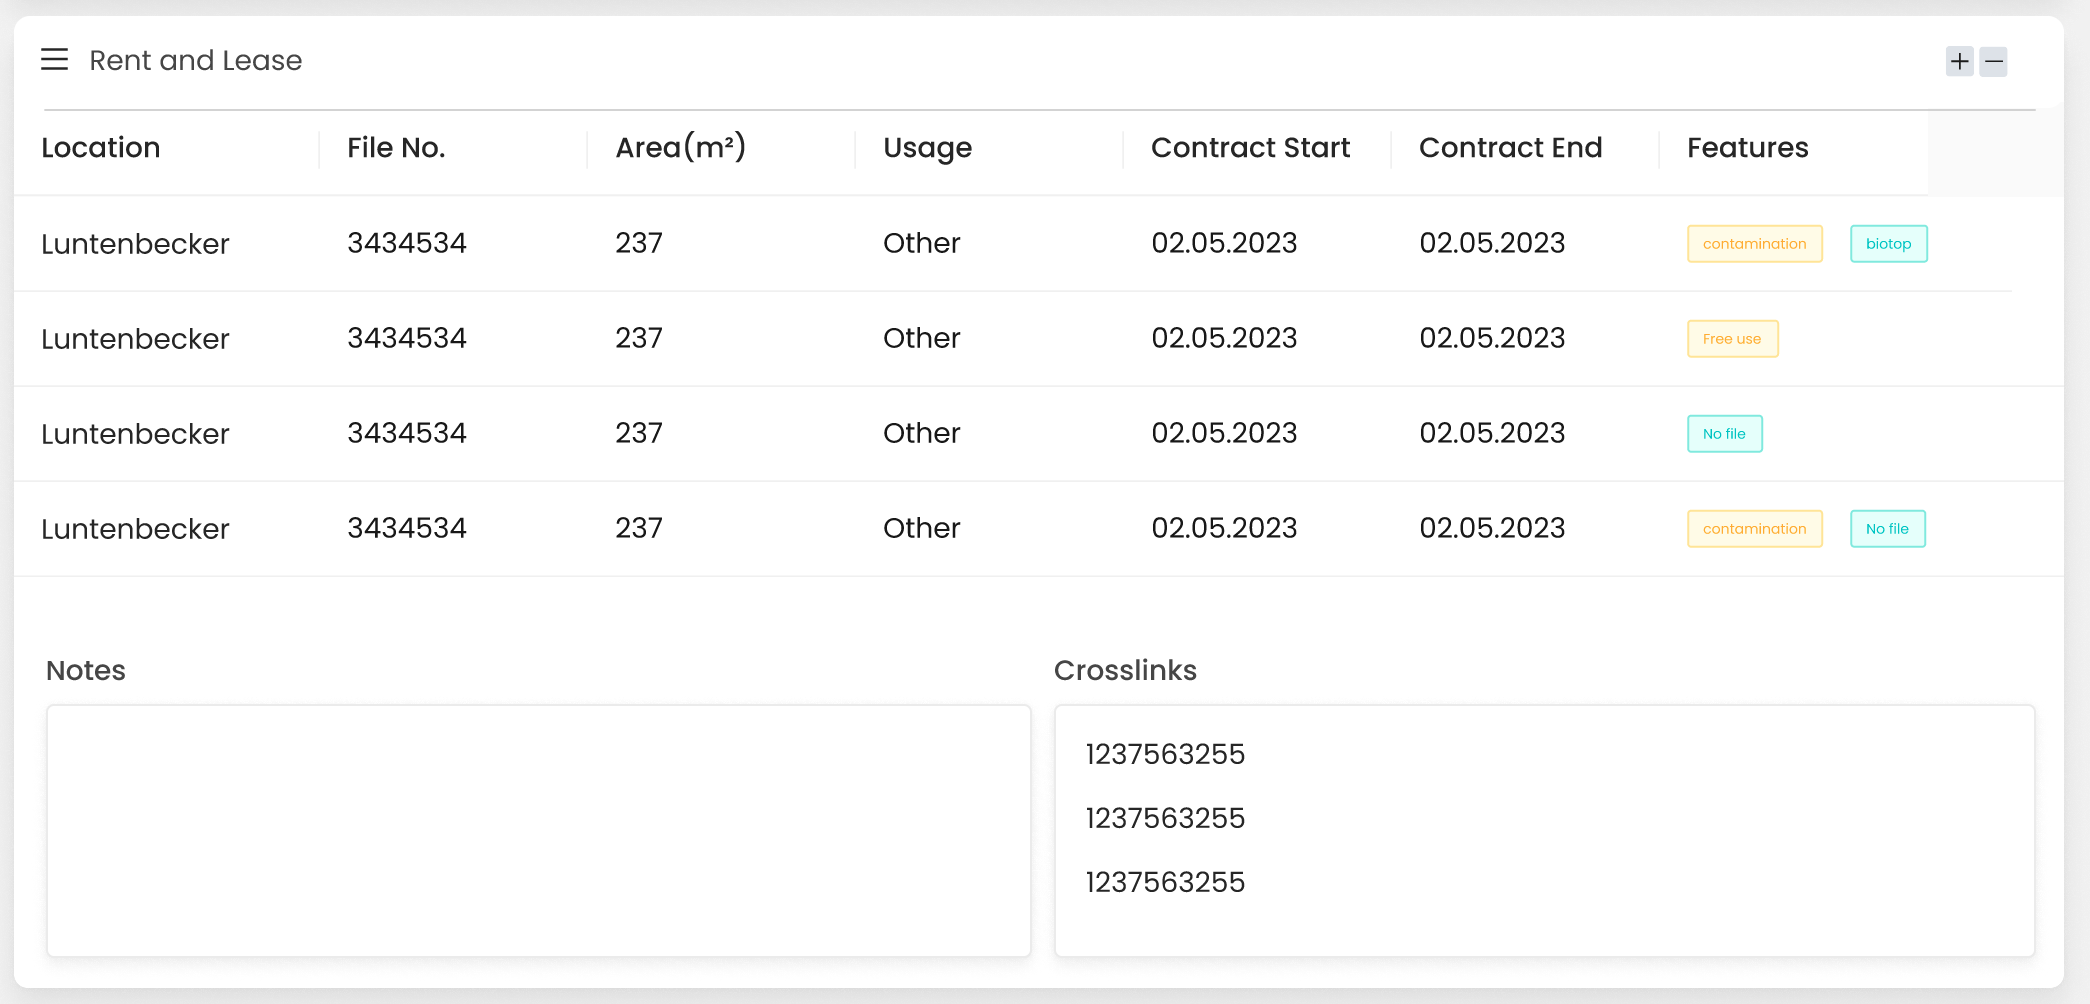 Rent and Lease
Location File No. Area(m²) Usage Contract Start Contract End Features
Luntenbecker 3434534 237 Other 02.05.2023 02.05.2023 contamination biotop
Luntenbecker 3434534 237 Other 02.05.2023 02.05.2023 Free use
Luntenbecker 3434534 237 Other 02.05.2023 02.05.2023 No file
Luntenbecker 3434534 237 Other 02.05.2023 02.05.2023 contamination No file
Notes
Crosslinks
1237563255
1237563255
1237563255